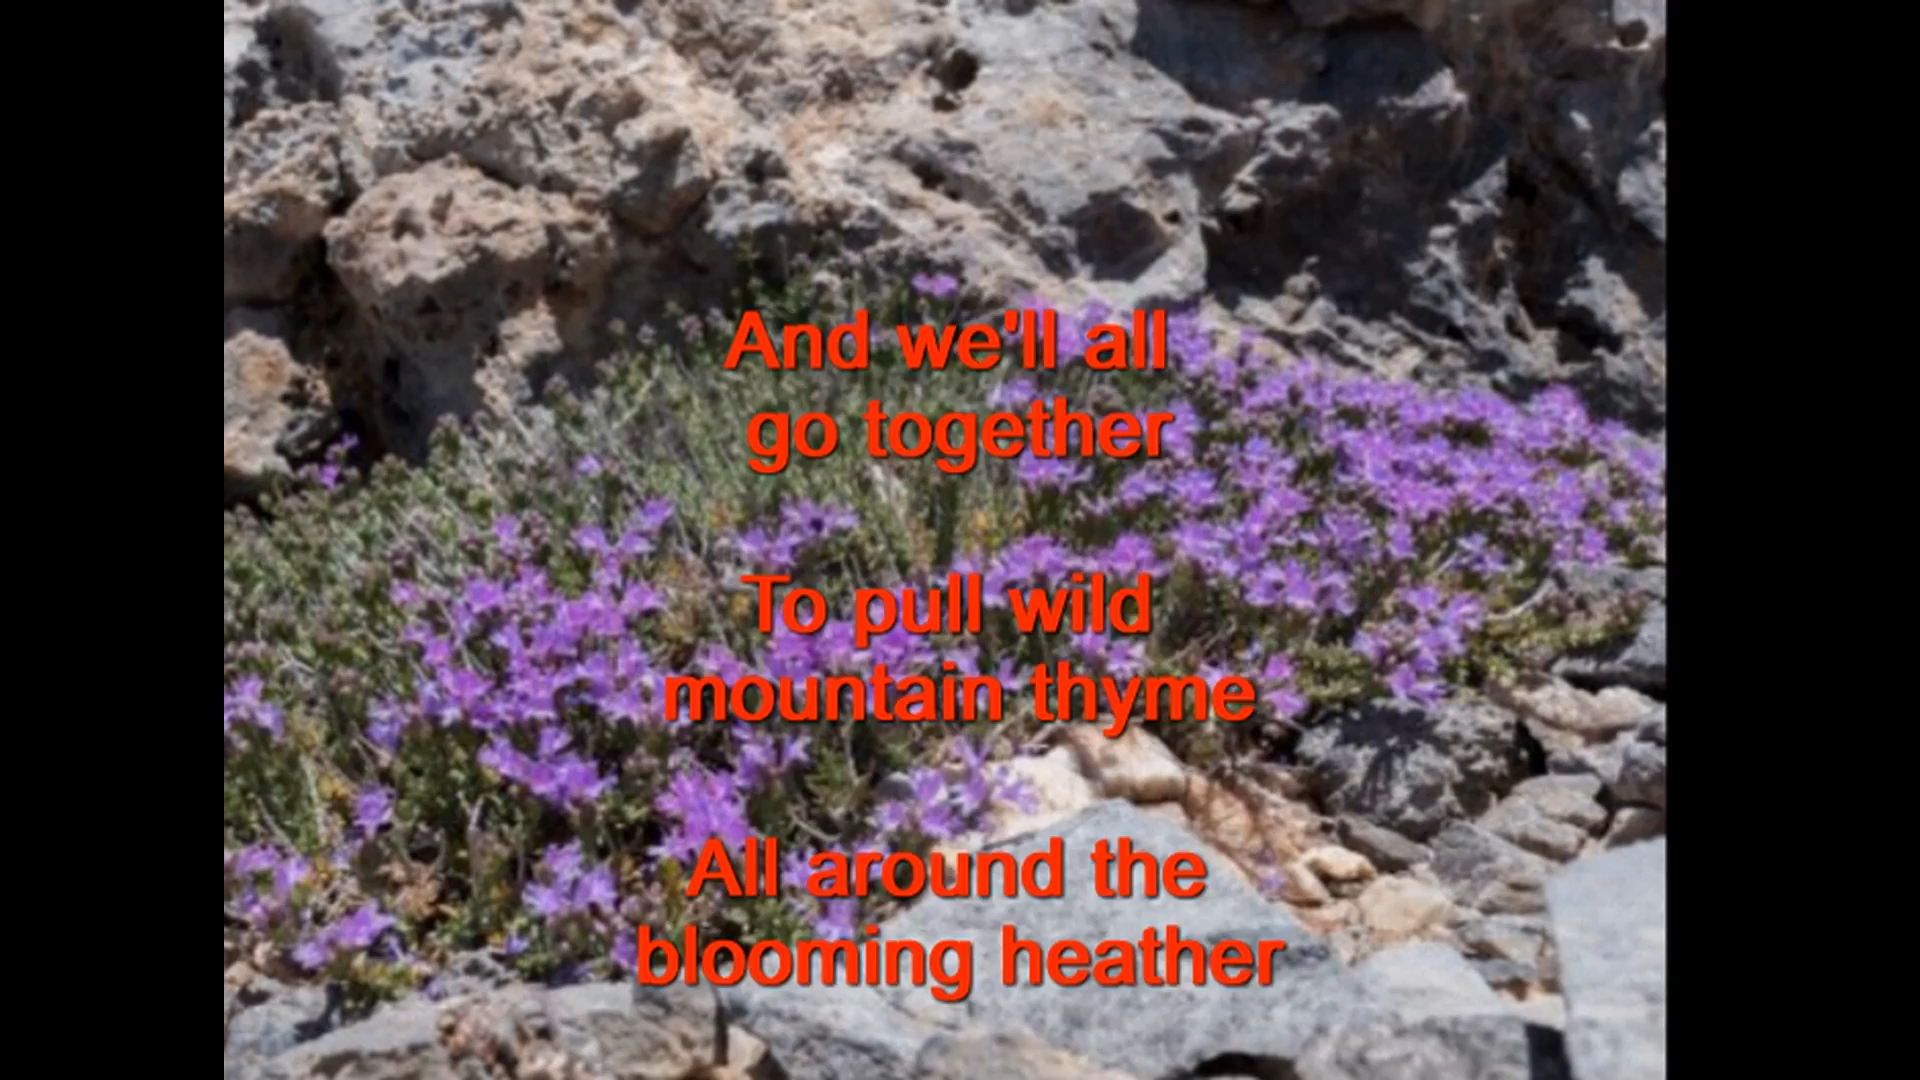 And we'll all
go together
To pull wild
mountain thyme
All around the
blooming heather